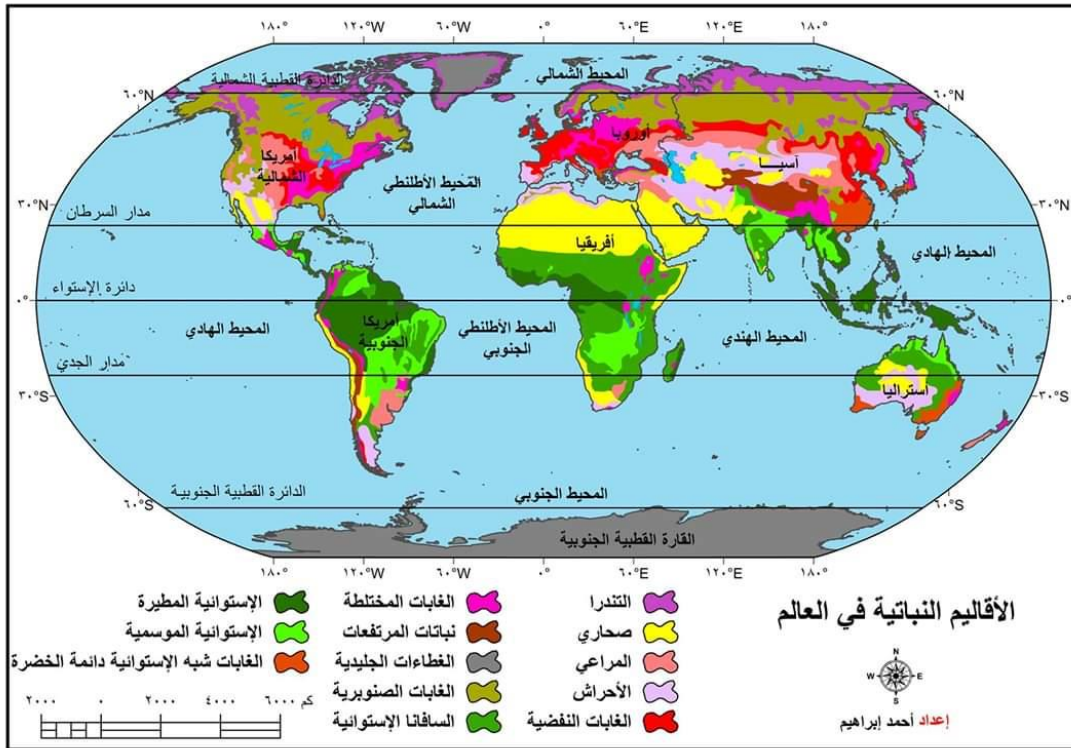 ١٨٠° ١٢٠°W ٦٠°W ٠° ٦٠°E ١٢٠°E ١٨٠°
المحيط الشمالي
الدائرة القطبية الشمالية
٦٠°N ٦٠°N
أوروبا
أمريكا
الشمالية
أسيـــا
المحيط الأطلنطي
الشمالي
٣٠°N ٣٠°N
مدار السرطان
أفريقيا
المحيط الهادي
دائرة الإستواء
٠° ٠°
أمريكا
الجنوبية
المحيط الهادي
المحيط الأطلنطي
الجنوبي
المحيط الهندي
مدار الجدي
استراليا
٣٠°S ٣٠°S
الدائرة القطبية الجنوبية
المحيط الجنوبي
٦٠°S ٦٠°S
القارة القطبية الجنوبية
١٨٠° ١٢٠°W ٦٠°W ٠° ٦٠°E ١٢٠°E ١٨٠°
الأقاليم النباتية في العالم
التندرا
صحاري
المراعي
الأحراش
الغابات النفضية
الغابات المختلطة
نباتات المرتفعات
الغطاءات الجليدية
الغابات الصنوبرية
السافانا الإستوائية
الإستوائية المطيرة
الإستوائية الموسمية
الغابات شبه الإستوائية دائمة الخضرة
N
W E
S
إعداد أحمد إبراهيم
٢٠٠٠ ٠ ٢٠٠٠ ٤٠٠٠ ٦٠٠٠ كم